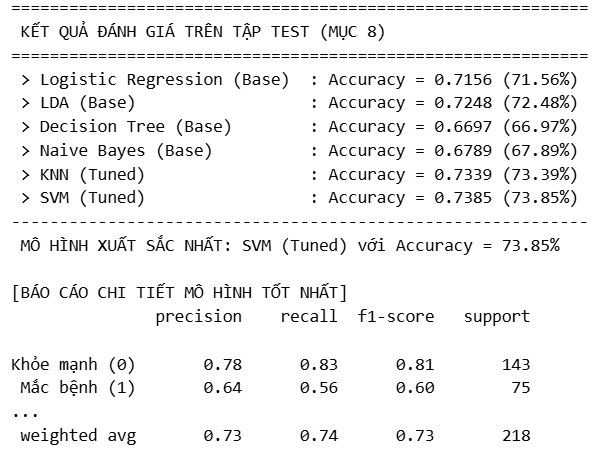 ============================================================
KẾT QUẢ ĐÁNH GIÁ TRÊN TẬP TEST (MỤC 8)
============================================================
> Logistic Regression (Base)  : Accuracy = 0.7156 (71.56%)
> LDA (Base)                  : Accuracy = 0.7248 (72.48%)
> Decision Tree (Base)        : Accuracy = 0.6697 (66.97%)
> Naive Bayes (Base)          : Accuracy = 0.6789 (67.89%)
> KNN (Tuned)                 : Accuracy = 0.7339 (73.39%)
> SVM (Tuned)                 : Accuracy = 0.7385 (73.85%)
------------------------------------------------------------
MÔ HÌNH XUẤT SẮC NHẤT: SVM (Tuned) với Accuracy = 73.85%
[BÁO CÁO CHI TIẾT MÔ HÌNH TỐT NHẤT]
precision    recall  f1-score   support
Khỏe mạnh (0)       0.78      0.83      0.81       143
Mắc bệnh (1)       0.64      0.56      0.60        75
...
weighted avg       0.73      0.74      0.73       218